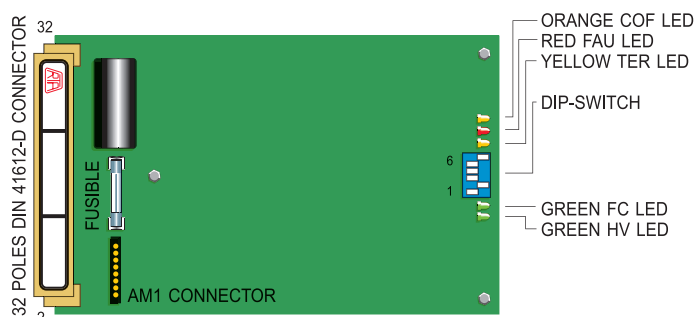 32
32 POLES DIN 41612-D CONNECTOR
RTA
FUSIBLE
AM1 CONNECTOR
ORANGE COF LED
RED FAU LED
YELLOW TER LED
DIP-SWITCH
6
1
GREEN FC LED
GREEN HV LED